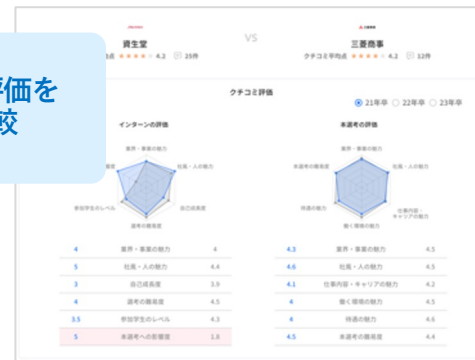 評価を
較
資生堂
VS
三菱商事
点 ★★★★★ 4.2 25件
クチコミ平均点 ★★★★★ 4.2 12件
クチコミ評価
21年卒 22年卒 23年卒
インターンの評価
本選考の評価
業界・事業の魅力
社風・人の魅力
自己成長度
選考の難易度
参加学生のレベル
業界・事業の魅力
本選考の難易度
社風・人の魅力
待遇の魅力
仕事内容・
キャリアの魅力
働く環境の魅力
4 業界・事業の魅力 4
5 社風・人の魅力 4.4
3 自己成長度 3.9
4 選考の難易度 4.5
3.5 参加学生のレベル 4.3
5 本選考への影響度 1.8
4.3 業界・事業の魅力 4.5
4.6 社風・人の魅力 4.5
4.1 仕事内容・キャリアの魅力 4.2
4 働く環境の魅力 4.5
4 待遇の魅力 4.6
4.5 本選考の難易度 4.4